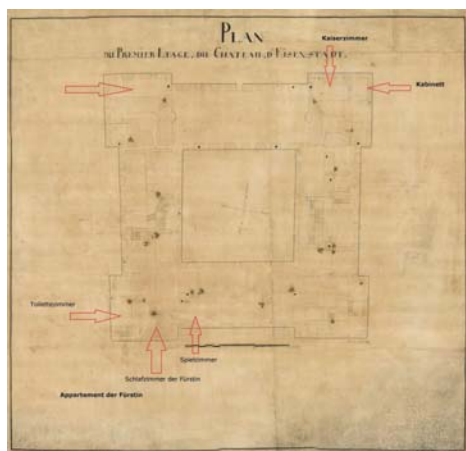 PLAN
DU PREMIER ETAGE, DU CHATEAU, D'EISENSTADT.
Kaiserzimmer
Kabinett
Toilettezimmer
Spielzimmer
Schlafzimmer der Fürstin
Appartement der Fürstin